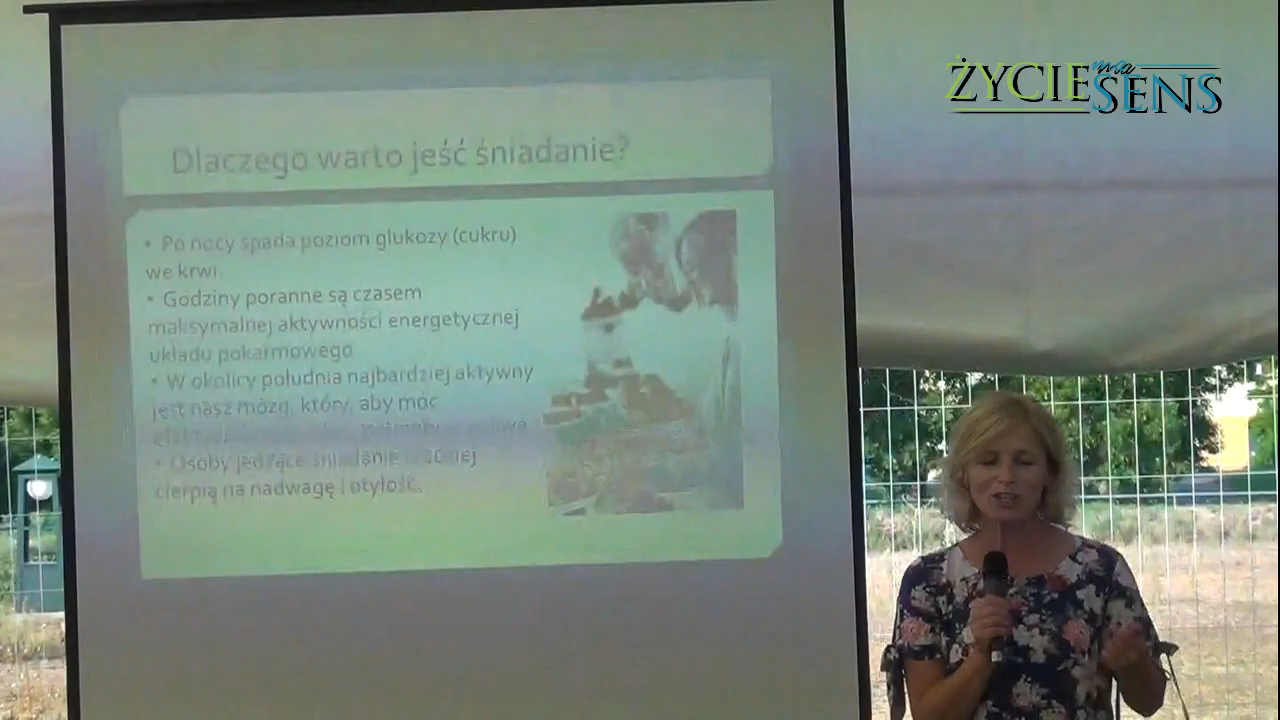 ŻYCIE ma SENS
Dlaczego warto jeść śniadanie?
• Po nocy spada poziom glukozy (cukru)
we krwi.
• Godziny poranne są czasem
maksymalnej aktywności energetycznej
układu pokarmowego
• W okolicy południa najbardziej aktywny
jest nasz mózg, który, aby móc
• Osoby jedzące śniadanie rzadziej
cierpią na nadwagę i otyłość.